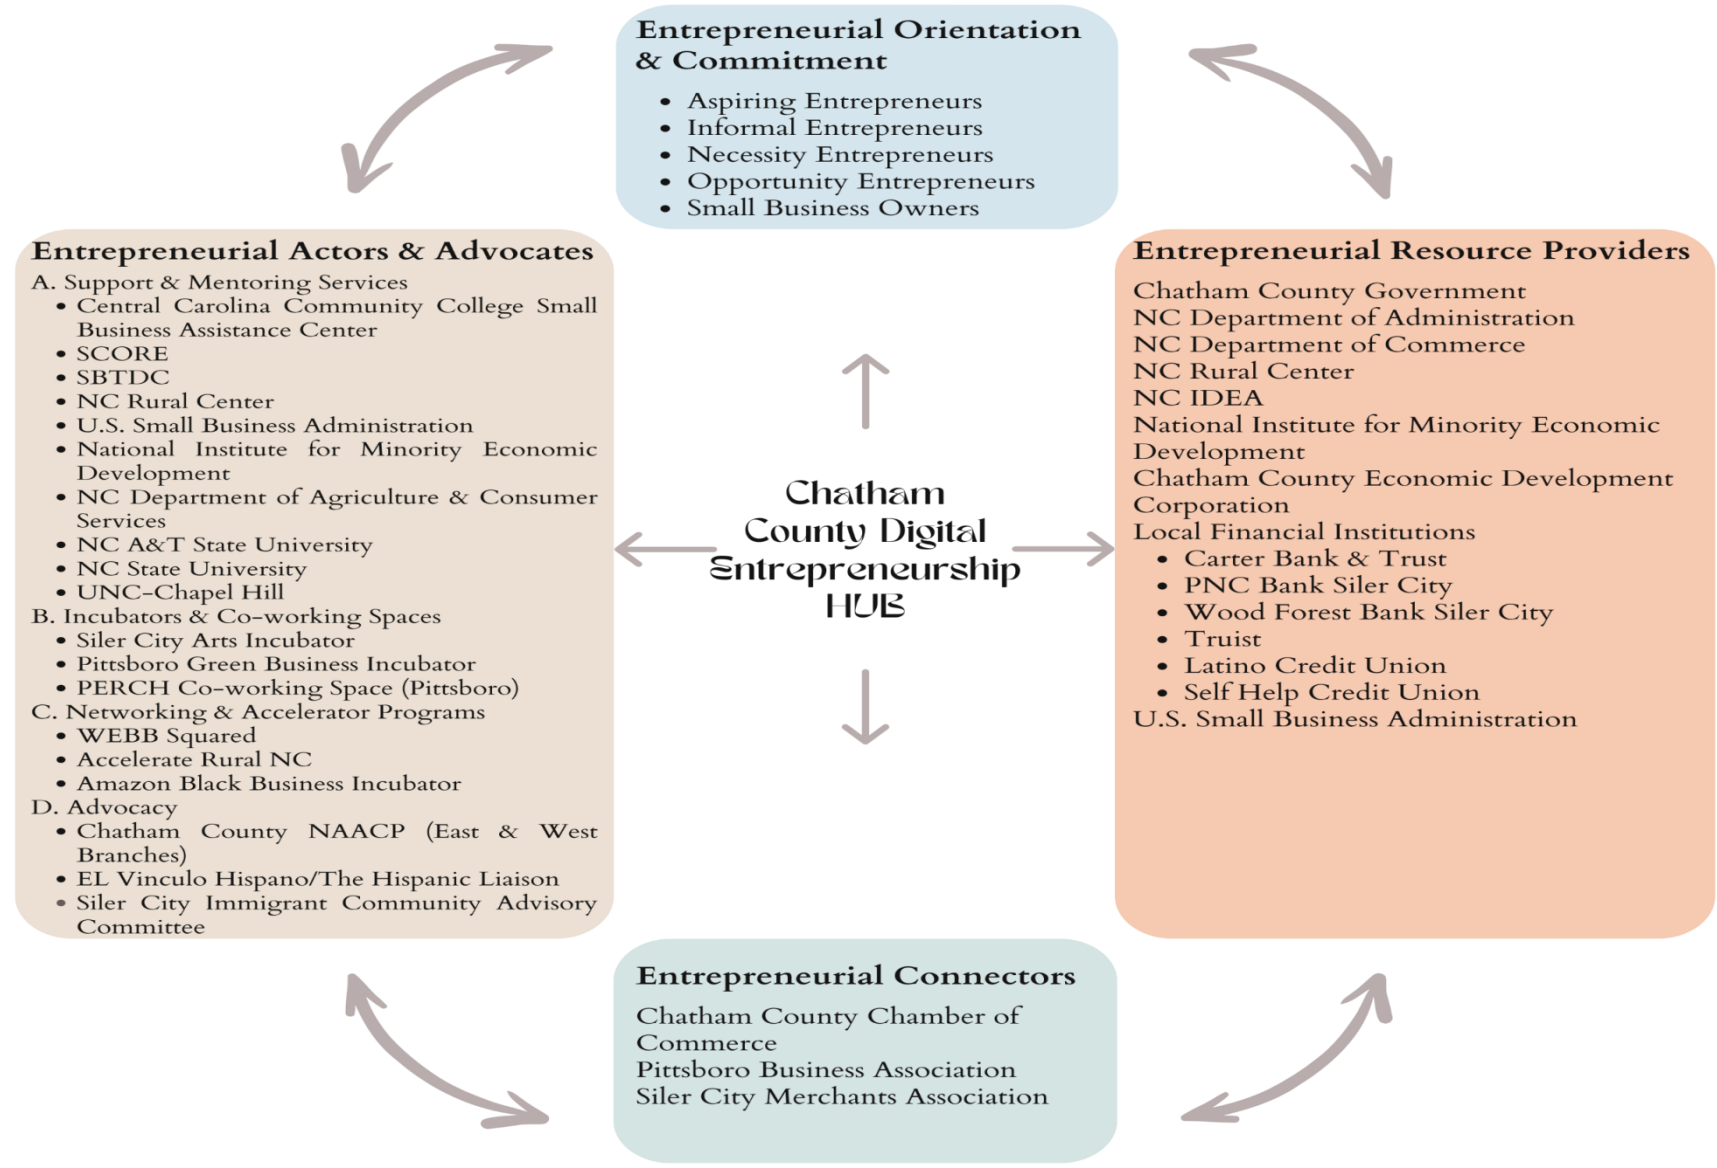 Entrepreneurial Orientation
& Commitment
• Aspiring Entrepreneurs
• Informal Entrepreneurs
• Necessity Entrepreneurs
• Opportunity Entrepreneurs
• Small Business Owners
Entrepreneurial Actors & Advocates
A. Support & Mentoring Services
• Central Carolina Community College Small
Business Assistance Center
• SCORE
• SBTDC
• NC Rural Center
• U.S. Small Business Administration
• National Institute for Minority Economic
Development
• NC Department of Agriculture & Consumer
Services
• NC A&T State University
• NC State University
• UNC-Chapel Hill
B. Incubators & Co-working Spaces
• Siler City Arts Incubator
• Pittsboro Green Business Incubator
• PERCH Co-working Space (Pittsboro)
C. Networking & Accelerator Programs
• WEBB Squared
• Accelerate Rural NC
• Amazon Black Business Incubator
D. Advocacy
• Chatham County NAACP (East & West
Branches)
• EL Vinculo Hispano/The Hispanic Liaison
• Siler City Immigrant Community Advisory
Committee
Chatham
County Digital
Entrepreneurship
HUB
Entrepreneurial Resource Providers
Chatham County Government
NC Department of Administration
NC Department of Commerce
NC Rural Center
NC IDEA
National Institute for Minority Economic
Development
Chatham County Economic Development
Corporation
Local Financial Institutions
• Carter Bank & Trust
• PNC Bank Siler City
• Wood Forest Bank Siler City
• Truist
• Latino Credit Union
• Self Help Credit Union
U.S. Small Business Administration
Entrepreneurial Connectors
Chatham County Chamber of
Commerce
Pittsboro Business Association
Siler City Merchants Association